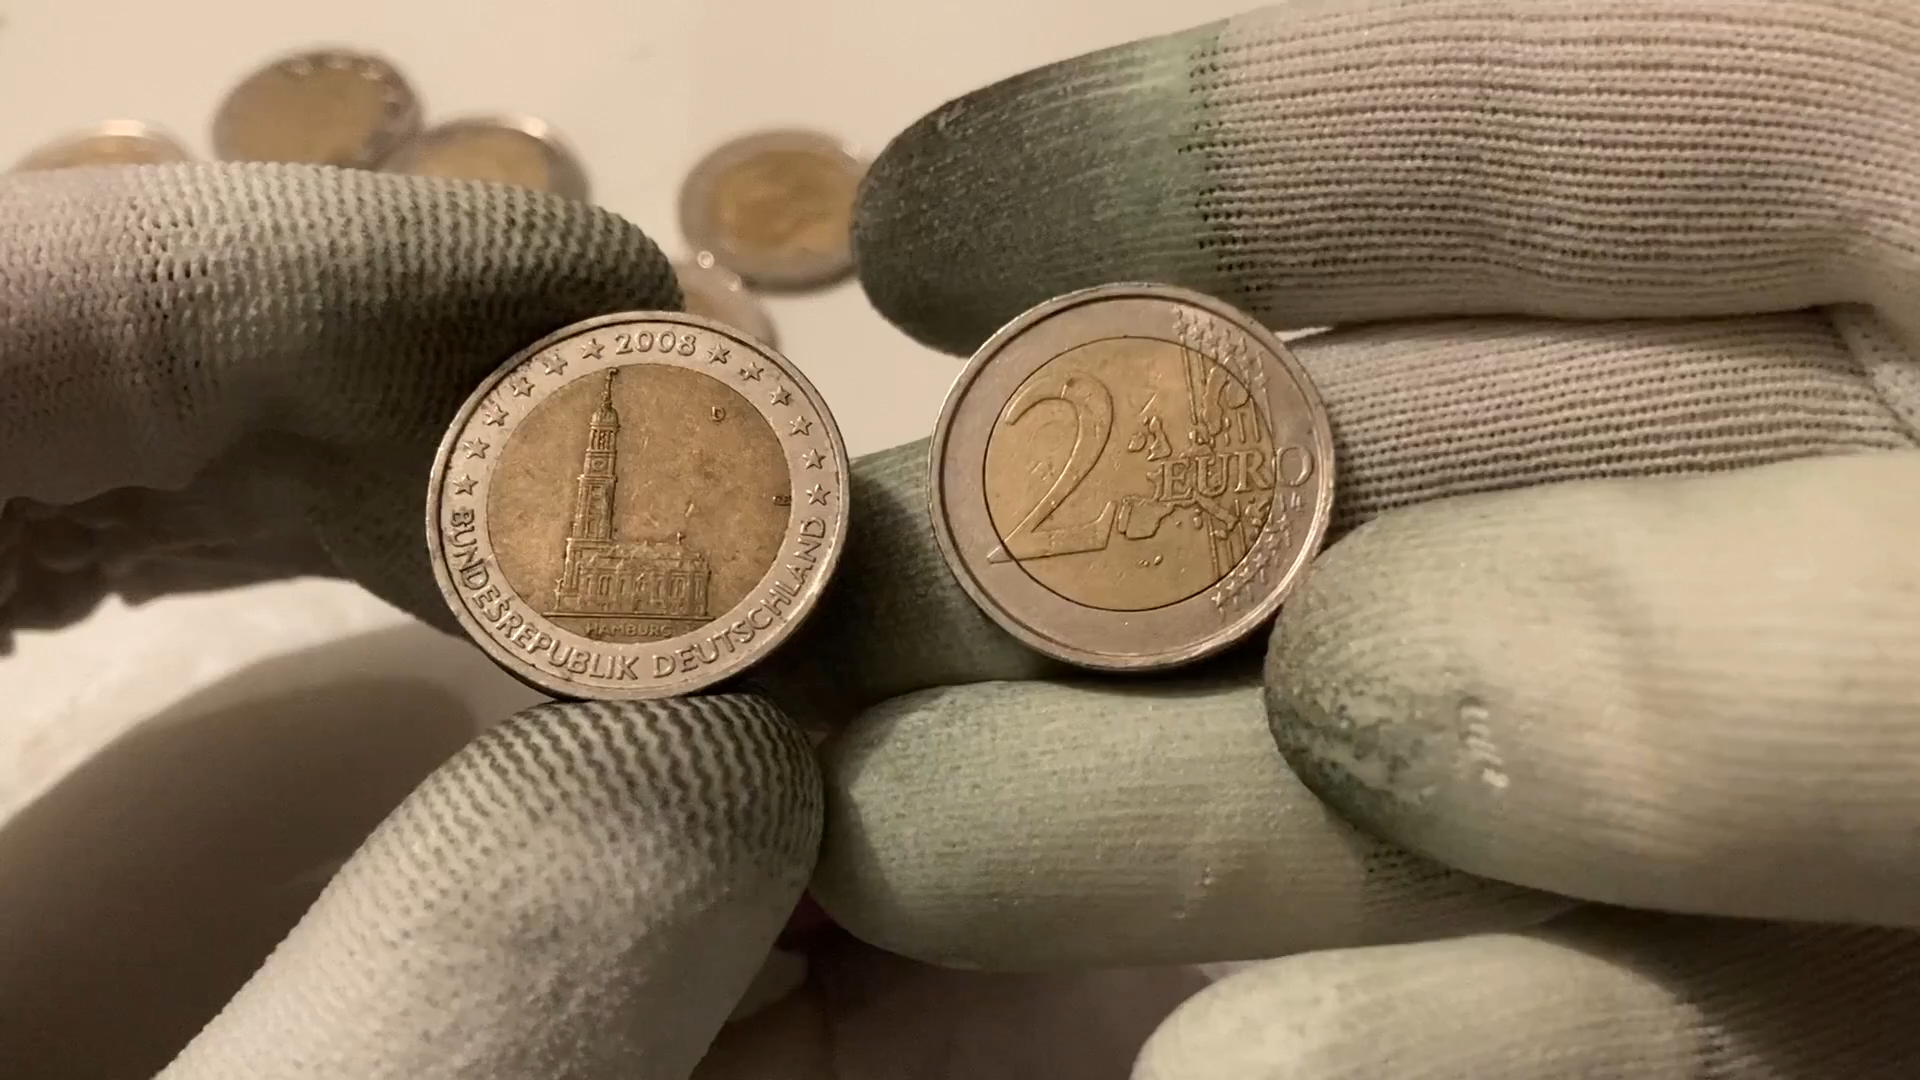 2008
D
HAMBURG
BUNDESREPUBLIK DEUTSCHLAND
2 EURO